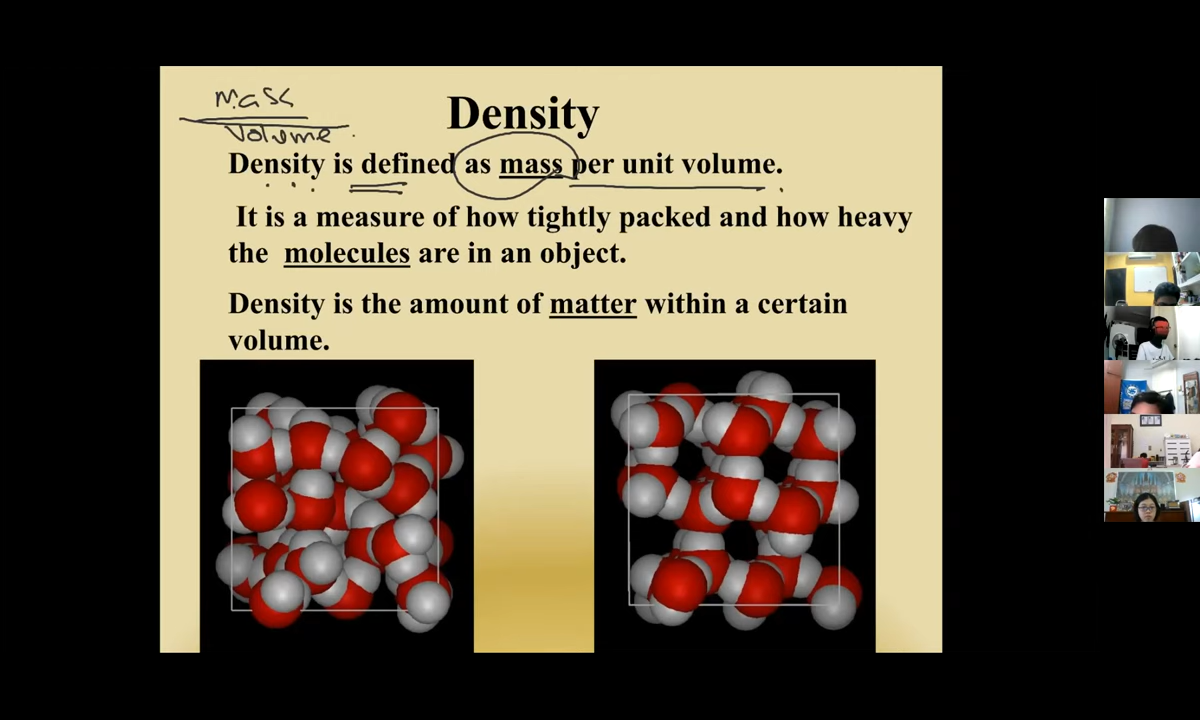 mass
volume
Density
Density is defined as mass per unit volume.
It is a measure of how tightly packed and how heavy
the molecules are in an object.
Density is the amount of matter within a certain
volume.